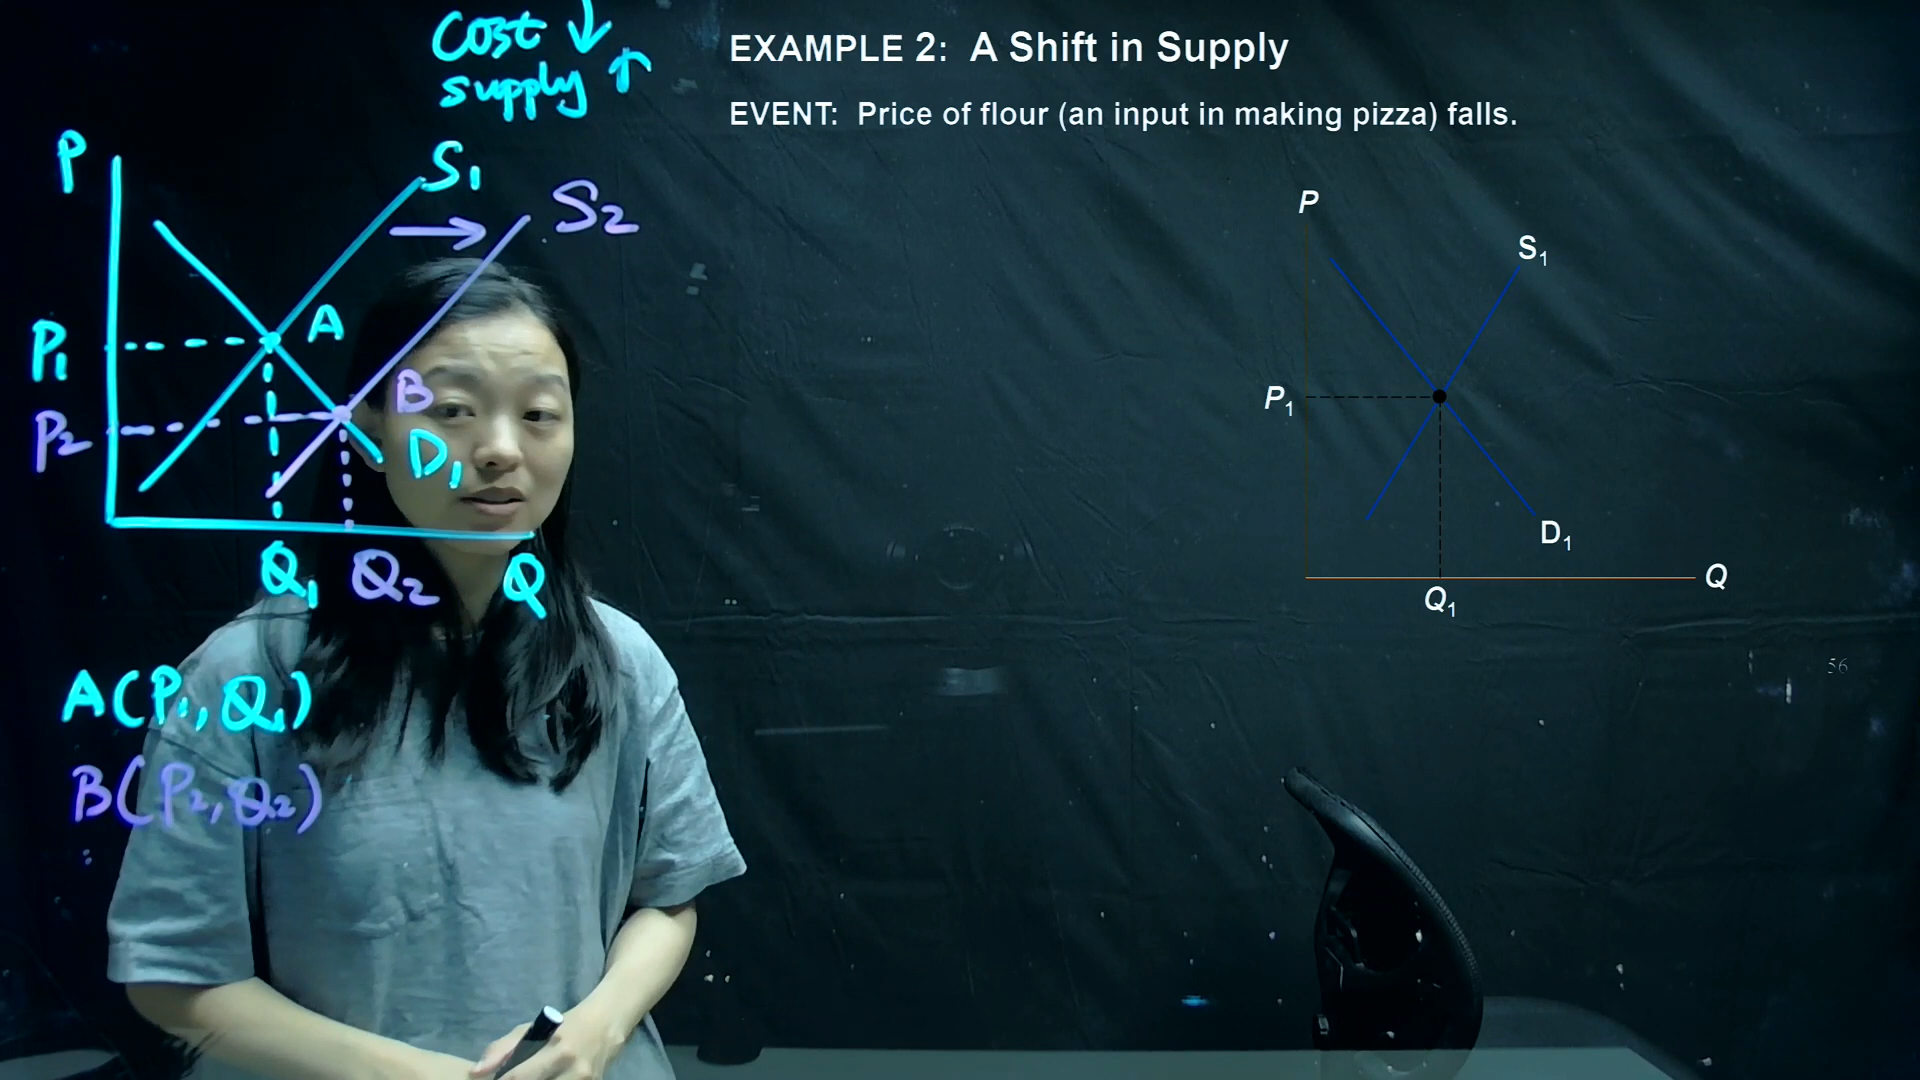 Cost ↓
supply ↑
P
S₁
S₂
A
P₁
B
P₂
D₁
Q₁ Q₂ Q
A(P₁, Q₁)
B(P₂, Q₂)
EXAMPLE 2: A Shift in Supply
EVENT: Price of flour (an input in making pizza) falls.
P
S₁
P₁
D₁
Q
Q₁
56